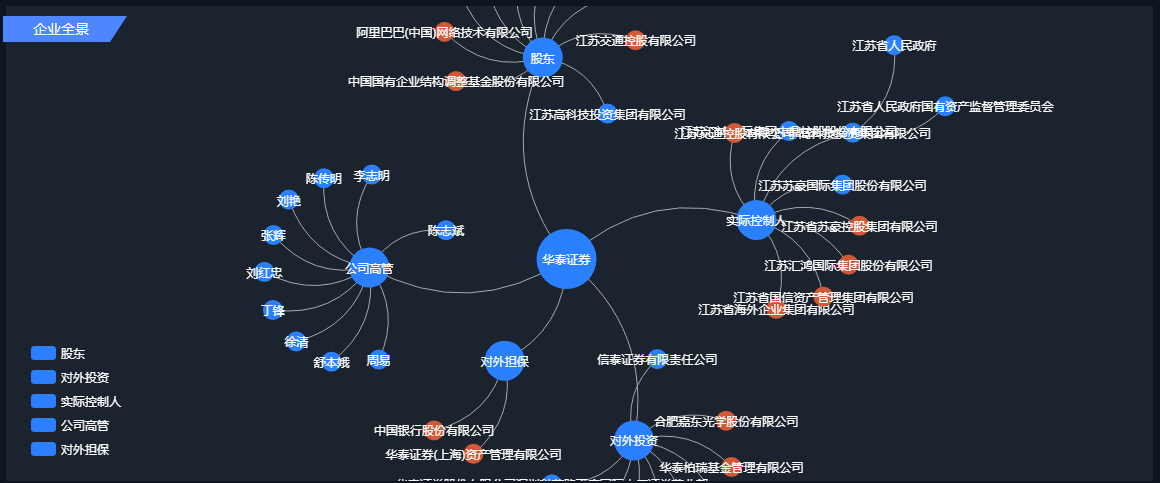 企业全景
阿里巴巴(中国)网络技术有限公司
江苏交通控股有限公司
江苏省人民政府
股东
中国国有企业结构调整基金股份有限公司
江苏高科技投资集团有限公司
江苏省人民政府国有资产监督管理委员会
江苏交通控股有限公司
李志明
陈传明
江苏苏豪国际集团股份有限公司
刘艳
实际控制人
江苏省苏豪控股集团有限公司
陈志斌
张辉
华泰证券
公司高管
江苏汇鸿国际集团股份有限公司
刘红忠
江苏省国信资产管理集团有限公司
江苏省海外企业集团有限公司
丁锋
徐清
股东
对外担保
信泰证券有限责任公司
舒本娥
周易
对外投资
实际控制人
合肥嘉东光学股份有限公司
公司高管
中国银行股份有限公司
对外投资
对外担保
华泰证券(上海)资产管理有限公司
华泰柏瑞基金管理有限公司